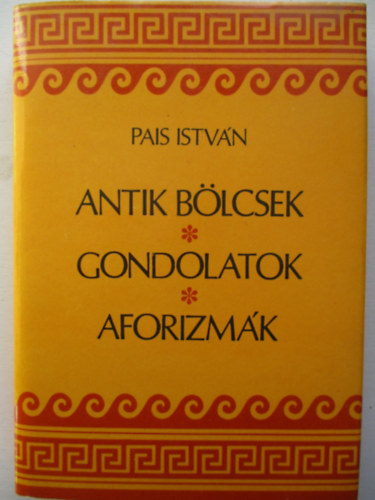 PAIS ISTVÁN
ANTIK BÖLCSEK
*
GONDOLATOK
*
AFORIZMÁK